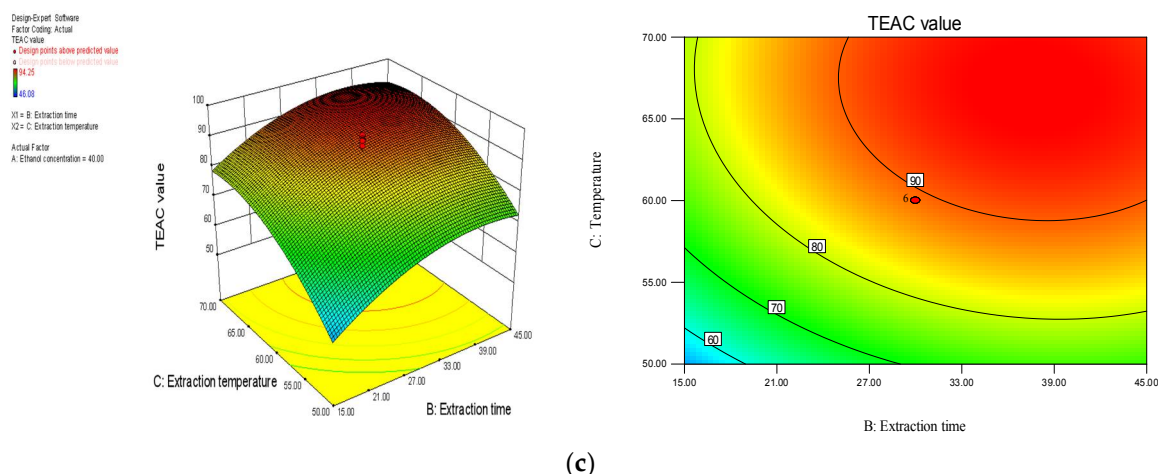 Design-Expert Software
Factor Coding: Actual
TEAC value
Design points above predicted value
Design points below predicted value
94.25
46.08
X1 = B: Extraction time
X2 = C: Extraction temperature
Actual Factor
A: Ethanol concentration = 40.00
TEAC value
100
90
80
70
60
50
70.00
65.00
60.00
55.00
50.00
15.00
21.00
27.00
33.00
39.00
45.00
C: Extraction temperature
B: Extraction time
TEAC value
C: Temperature
70.00
65.00
60.00
55.00
50.00
90
6
80
70
60
15.00
21.00
27.00
33.00
39.00
45.00
B: Extraction time
(c)